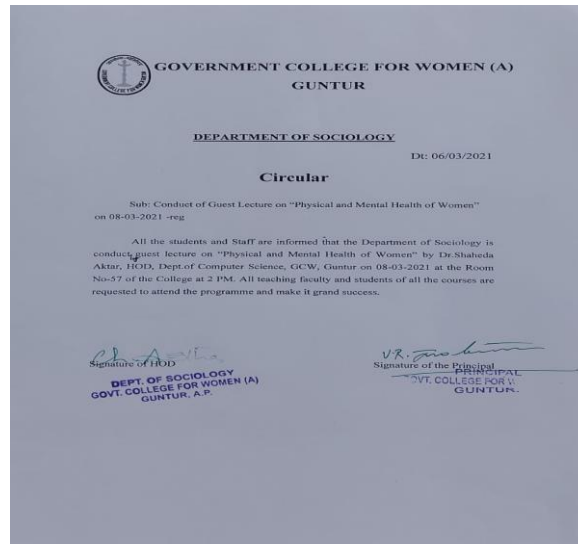 GOVERNMENT COLLEGE FOR WOMEN (A)
GUNTUR
DEPARTMENT OF SOCIOLOGY
Dt: 06/03/2021
Circular
Sub: Conduct of Guest Lecture on "Physical and Mental Health of Women"
on 08-03-2021 -reg
All the students and Staff are informed that the Department of Sociology is
conduct guest lecture on "Physical and Mental Health of Women" by Dr.Shaheda
Aktar, HOD, Dept.of Computer Science, GCW, Guntur on 08-03-2021 at the Room
No-57 of the College at 2 PM. All teaching faculty and students of all the courses are
requested to attend the programme and make it grand success.
Signature of HOD
DEPT. OF SOCIOLOGY
GOVT. COLLEGE FOR WOMEN (A)
GUNTUR, A.P.
V.R.
Signature of the Principal
PRINCIPAL
GOVT. COLLEGE FOR W
GUNTUR.